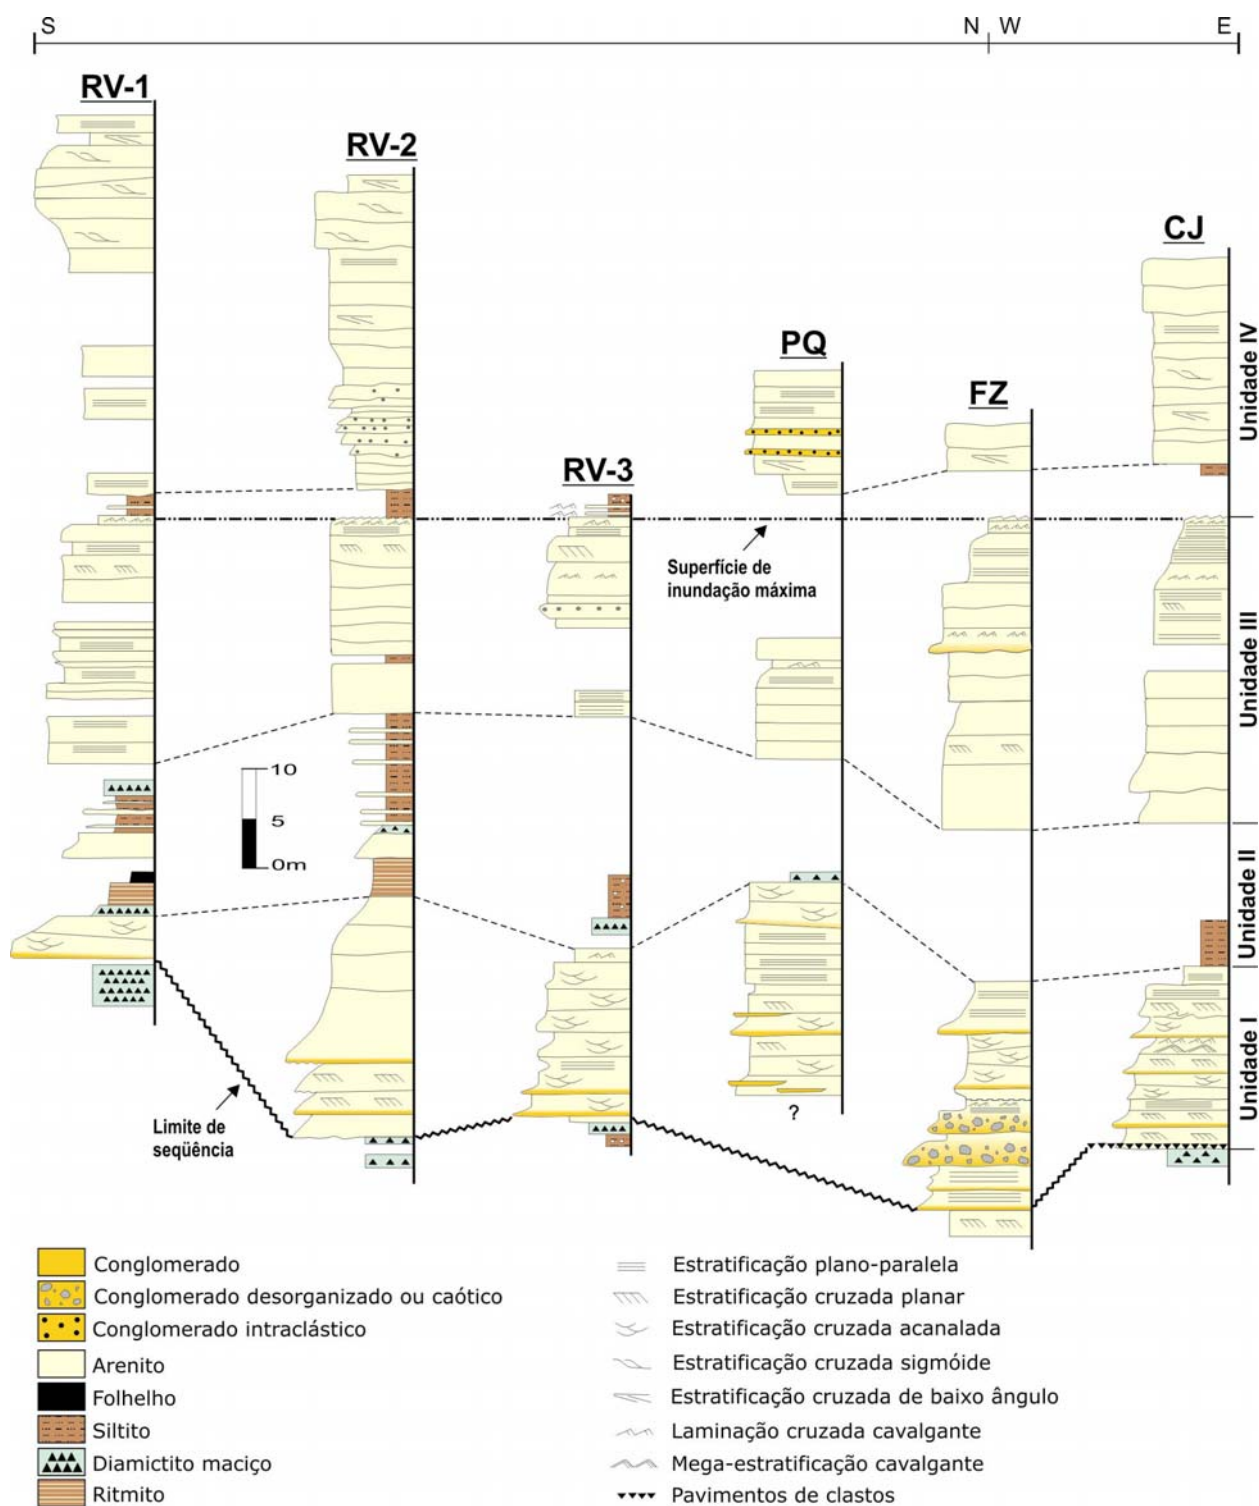 S N W E
RV-1
RV-2
RV-3
PQ
FZ
CJ
Unidade IV
Unidade III
Unidade II
Unidade I
Superfície de
inundação máxima
10
5
0m
Limite de
seqüência
?
Conglomerado
Conglomerado desorganizado ou caótico
Conglomerado intraclástico
Arenito
Folhelho
Siltito
Diamictito maciço
Ritmito
Estratificação plano-paralela
Estratificação cruzada planar
Estratificação cruzada acanalada
Estratificação cruzada sigmóide
Estratificação cruzada de baixo ângulo
Laminação cruzada cavalgante
Mega-estratificação cavalgante
Pavimentos de clastos